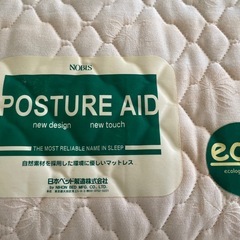 NOBIS
POSTURE AID
new design new touch
THE MOST RELIABLE NAME IN SLEEP
自然素材を採用した環境に優しいマットレス
日本ベッド製造株式会社
by NIHON BED MFG. CO., LTD.